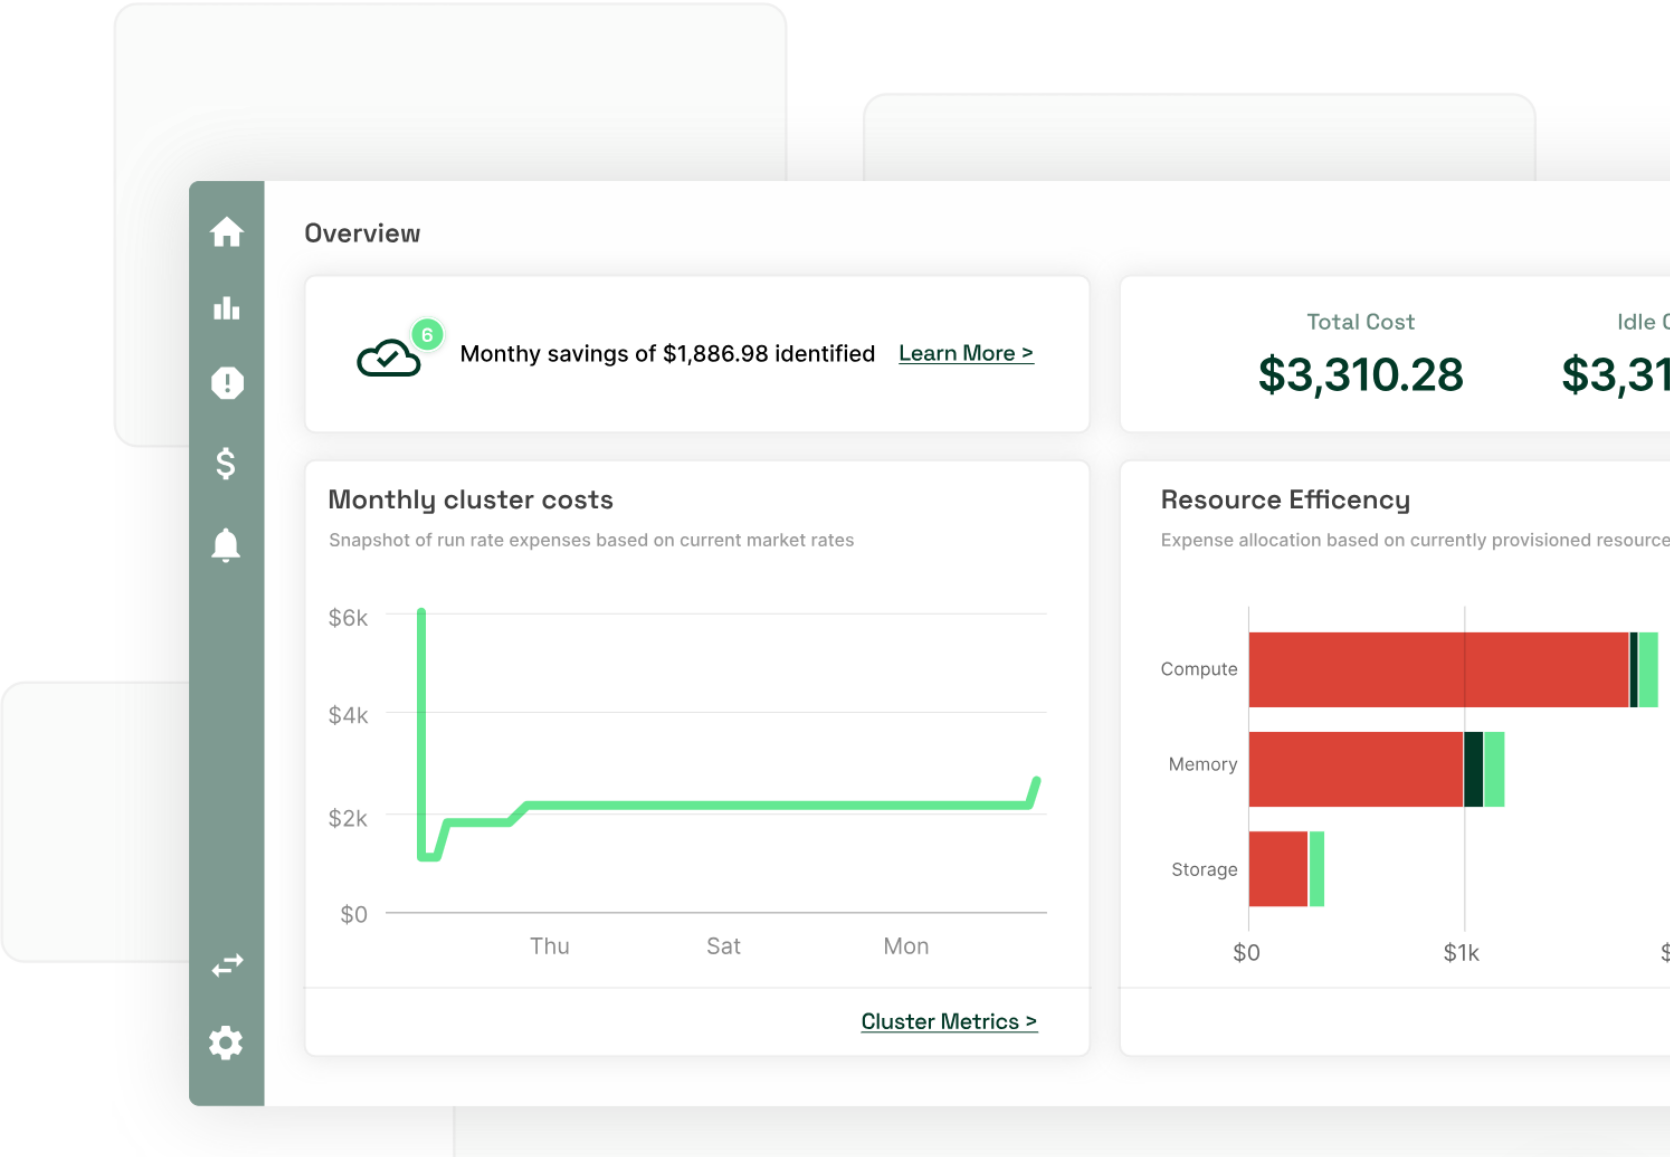 Overview
6
Monthy savings of $1,886.98 identified Learn More >
Total Cost
$3,310.28
Idle
$3,31
Monthly cluster costs
Snapshot of run rate expenses based on current market rates
$6k
$4k
$2k
$0
Thu Sat Mon
Cluster Metrics >
Resource Efficency
Expense allocation based on currently provisioned resource
Compute
Memory
Storage
$0 $1k $